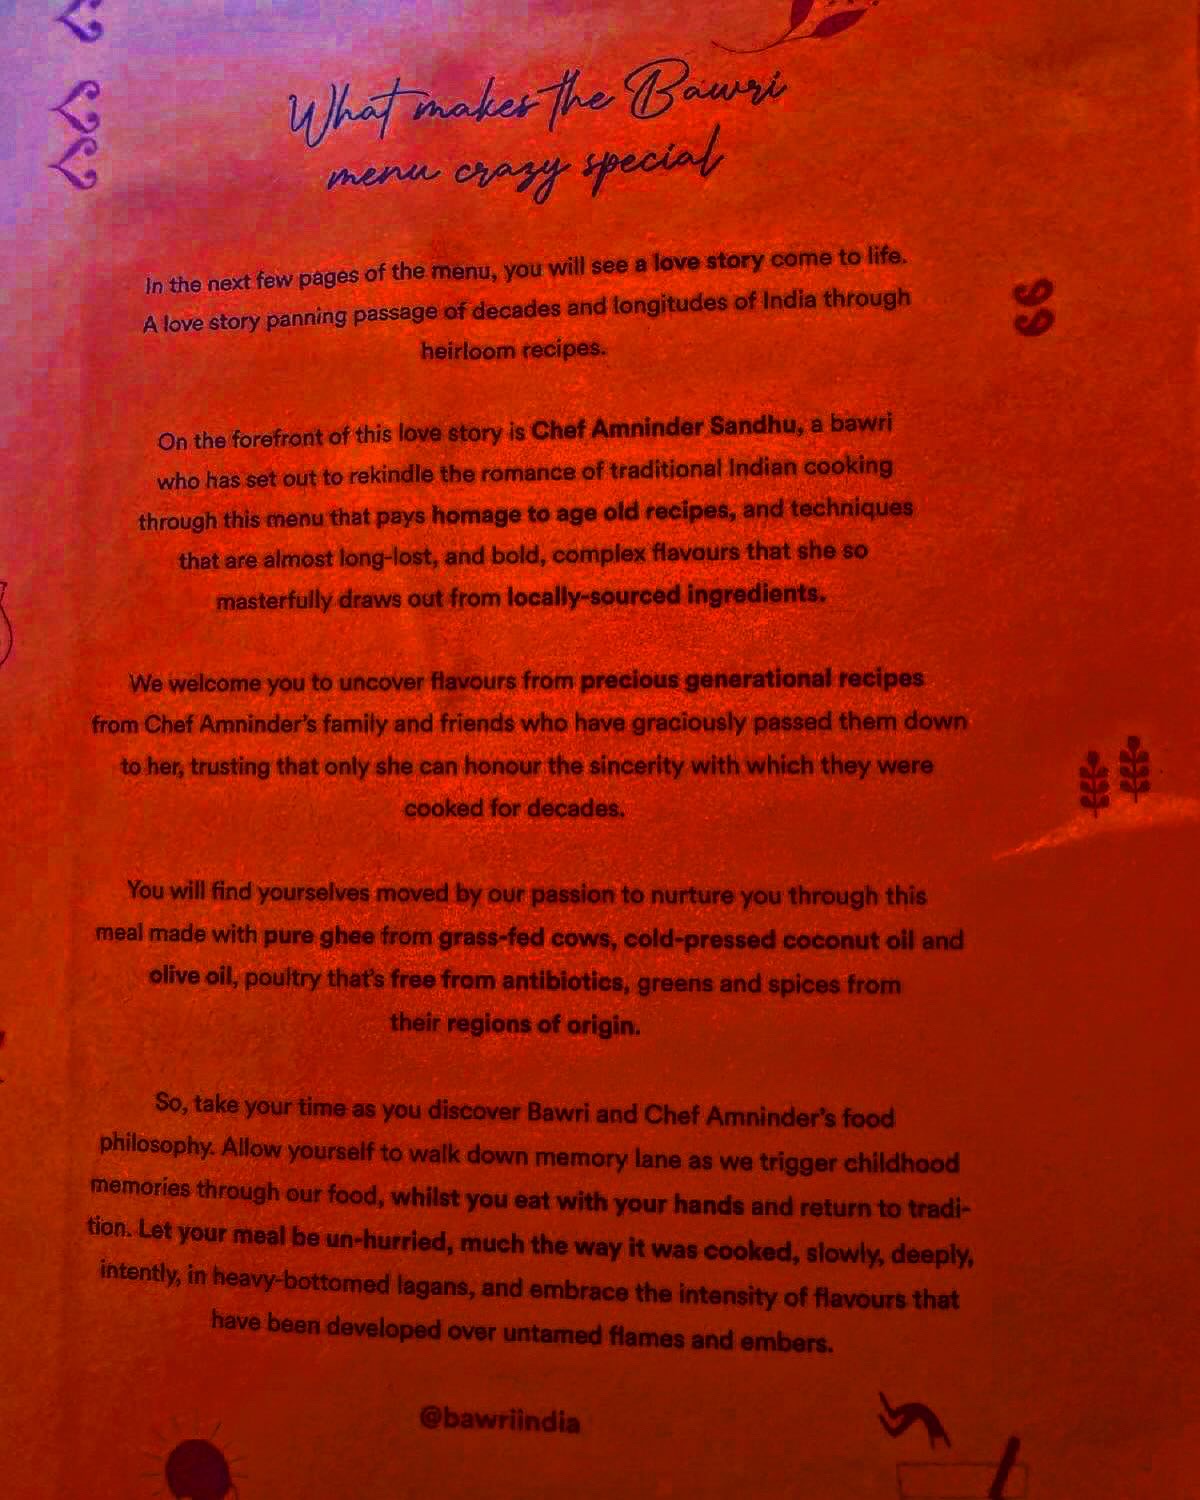 What makes the Bawri
menu crazy special
In the next few pages of the menu, you will see a love story come to life.
A love story panning passage of decades and longitudes of India through
heirloom recipes.
On the forefront of this love story is Chef Amninder Sandhu, a bawri
who has set out to rekindle the romance of traditional Indian cooking
through this menu that pays homage to age old recipes, and techniques
that are almost long-lost, and bold, complex flavours that she so
masterfully draws out from locally-sourced ingredients.
We welcome you to uncover flavours from precious generational recipes
from Chef Amninder's family and friends who have graciously passed them down
to her, trusting that only she can honour the sincerity with which they were
cooked for decades.
You will find yourselves moved by our passion to nurture you through this
meal made with pure ghee from grass-fed cows, cold-pressed coconut oil and
olive oil, poultry that's free from antibiotics, greens and spices from
their regions of origin.
So, take your time as you discover Bawri and Chef Amninder's food
philosophy. Allow yourself to walk down memory lane as we trigger childhood
memories through our food, whilst you eat with your hands and return to tradi-
tion. Let your meal be un-hurried, much the way it was cooked, slowly, deeply,
intently, in heavy-bottomed lagans, and embrace the intensity of flavours that
have been developed over untamed flames and embers.
@bawriindia